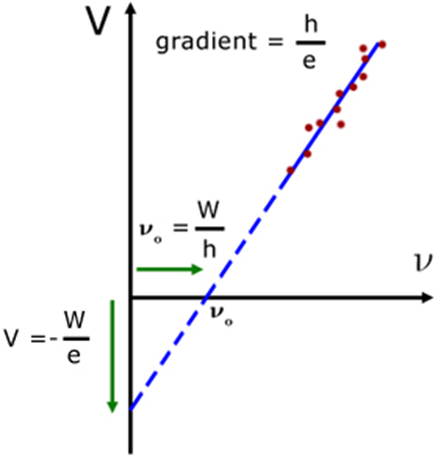 V
gradient = h/e
ν₀ = W/h
ν
ν₀
V =- W/e